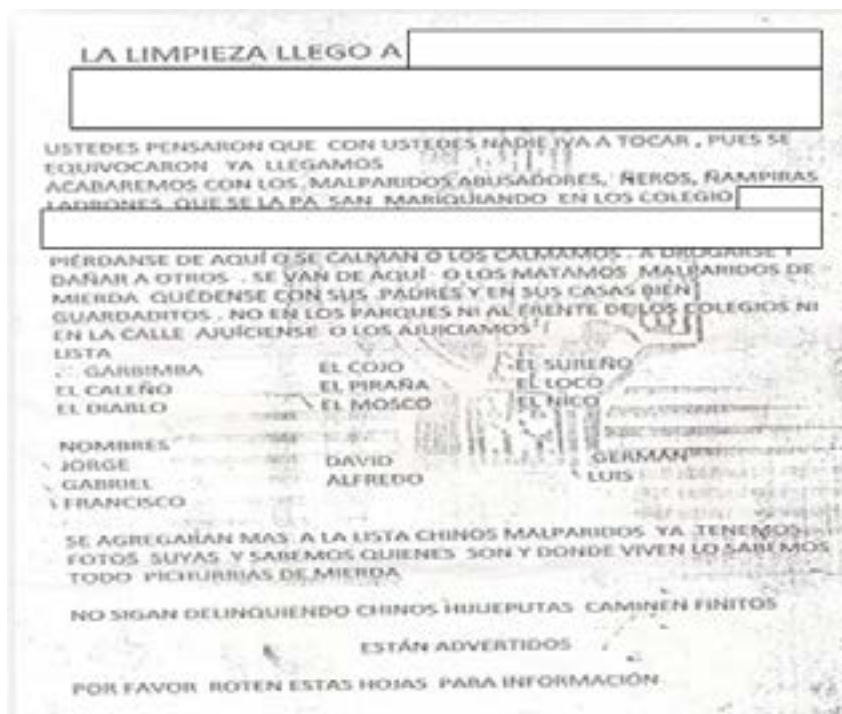 LA LIMPIEZA LLEGO A
USTEDES PENSARON QUE CON USTEDES NADIE IVA A TOCAR , PUES SE
EQUIVOCARON YA LLEGAMOS
ACABAREMOS CON LOS , MALPARIDOS ABUSADORES, ÑEROS, ÑAMPIRAS
LADRONES QUE SE LA PA SAN MARIQUIANDO EN LOS COLEGIO
PIÉRDANSE DE AQUÍ O SE CALMAN O LOS CALMAMOS . A DROGARSE Y
DAÑAR A OTROS . SE VAN DE AQUÍ O LOS MATAMOS MALPARIDOS DE
MIERDA QUÉDENSE CON SUS PADRES Y EN SUS CASAS BIEN
GUARDADITOS . NO EN LOS PARQUES NI AL FRENTE DE LOS COLEGIOS NI
EN LA CALLE AJUICIENSE O LOS AJUICIAMOS
LISTA
GARBIMBA EL COJO EL SUREÑO
EL CALEÑO EL PIRAÑA EL LOCO
EL DIABLO EL MOSCO EL NICO
NOMBRES
JORGE DAVID GERMAN
GABRIEL ALFREDO LUIS
FRANCISCO
SE AGREGARAN MAS A LA LISTA CHINOS MALPARIDOS YA TENEMOS
FOTOS SUYAS Y SABEMOS QUIENES SON Y DONDE VIVEN LO SABEMOS
TODO PICHURRIAS DE MIERDA
NO SIGAN DELINQUIENDO CHINOS HIJUEPUTAS CAMINEN FINITOS
ESTÁN ADVERTIDOS
POR FAVOR ROTEN ESTAS HOJAS PARA INFORMACIÓN